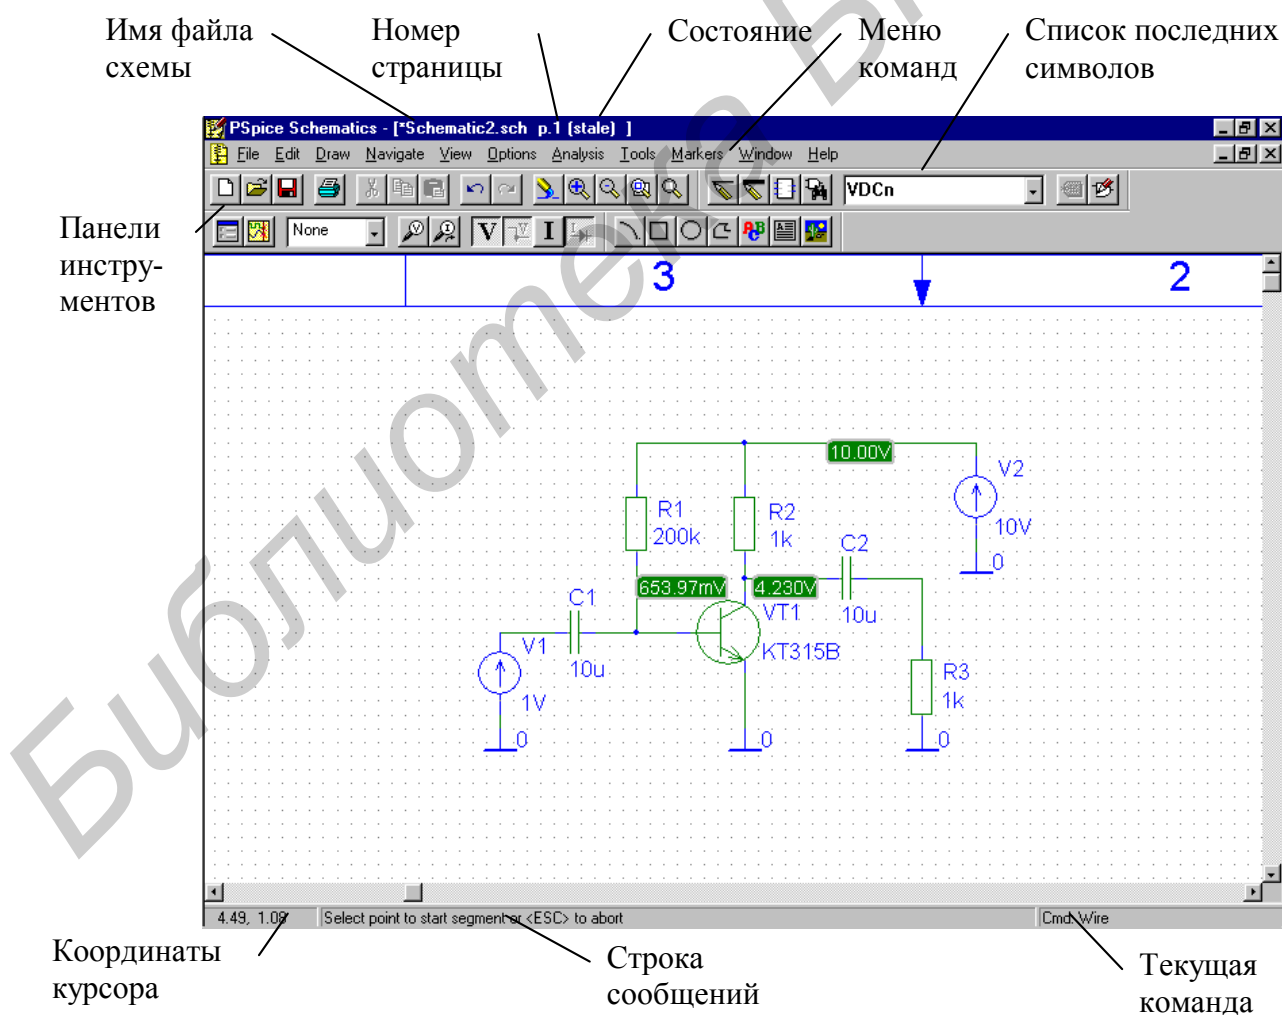 Имя файла
схемы
Номер
страницы
Состояние
Меню
команд
Список последних
символов
PSpice Schematics - [*Schematic2.sch p.1 (stale) ]
File Edit Draw Navigate View Options Analysis Tools Markers Window Help
VDCn
Панели
инстру-
ментов
None
V
I
ABC
3
2
10.00V
V2
10V
0
R1
200k
R2
1k
C2
10u
653.97mV
4.230V
C1
10u
VT1
KT315B
V1
1V
0
0
R3
1k
0
4.49, 1.08
Select point to start segment or <ESC> to abort
Cmd: Wire
Координаты
курсора
Строка
сообщений
Текущая
команда
Библиотека